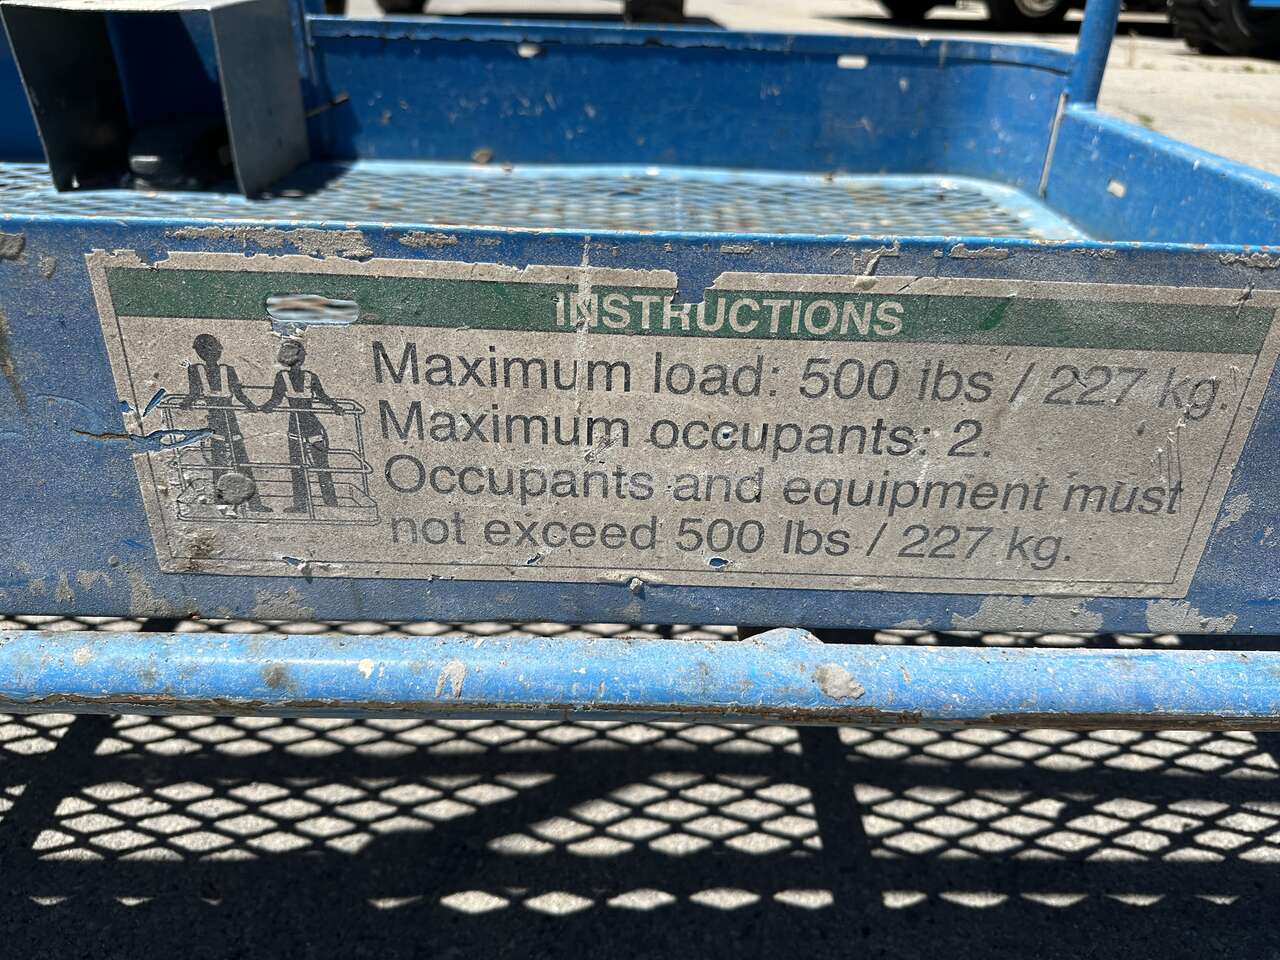 INSTRUCTIONS
Maximum load: 500 lbs / 227 kg.
Maximum occupants: 2.
Occupants and equipment must
not exceed 500 lbs / 227 kg.